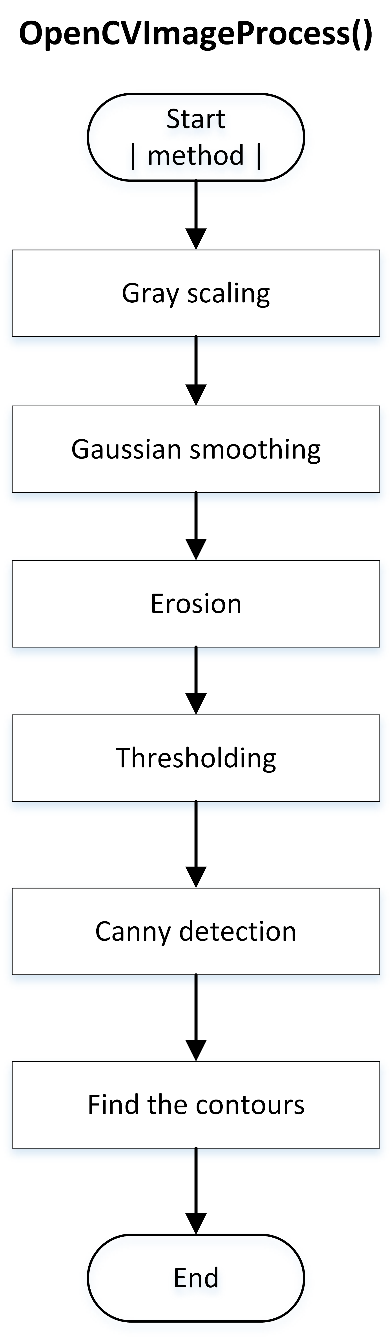 OpenCVImageProcess()
Start
| method |
Gray scaling
Gaussian smoothing
Erosion
Thresholding
Canny detection
Find the contours
End